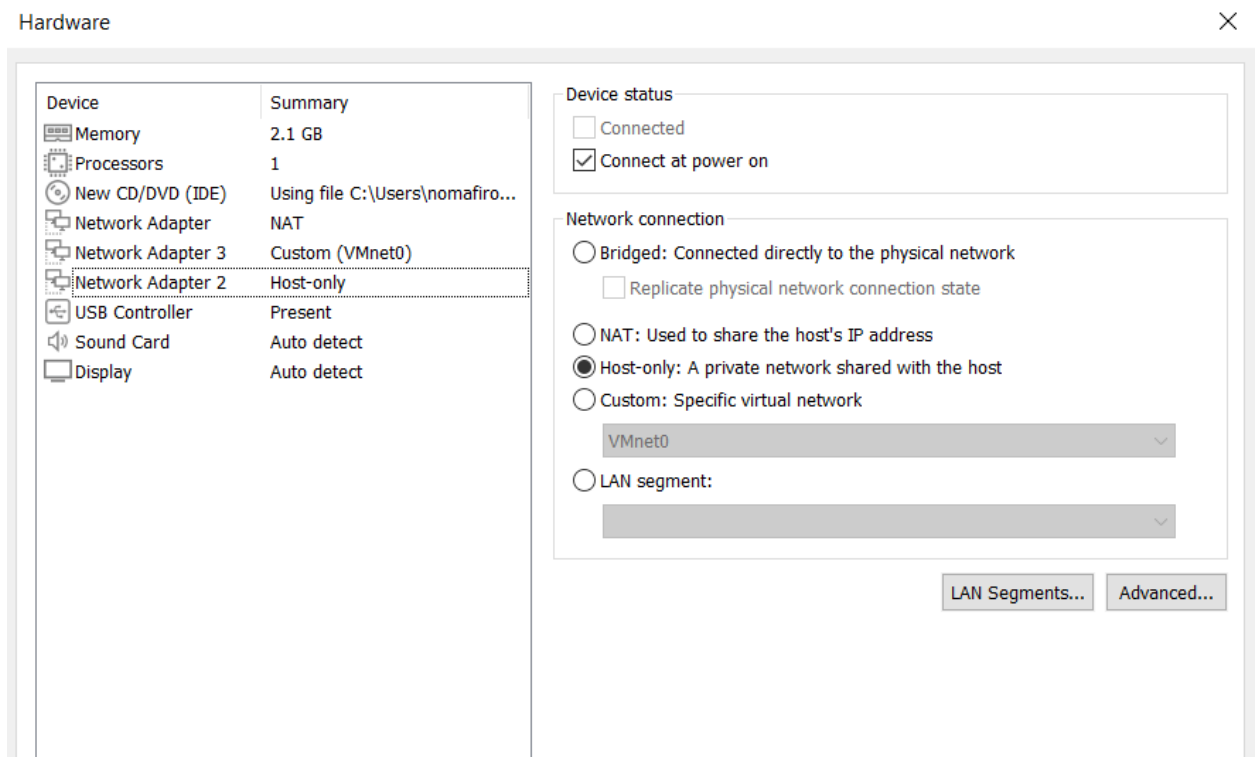 Hardware
Device Summary
Memory 2.1 GB
Processors 1
New CD/DVD (IDE) Using file C:\Users\nomafiro...
Network Adapter NAT
Network Adapter 3 Custom (VMnet0)
Network Adapter 2 Host-only
USB Controller Present
Sound Card Auto detect
Display Auto detect
Device status
Connected
Connect at power on
Network connection
Bridged: Connected directly to the physical network
Replicate physical network connection state
NAT: Used to share the host's IP address
Host-only: A private network shared with the host
Custom: Specific virtual network
VMnet0
LAN segment:
LAN Segments... Advanced...